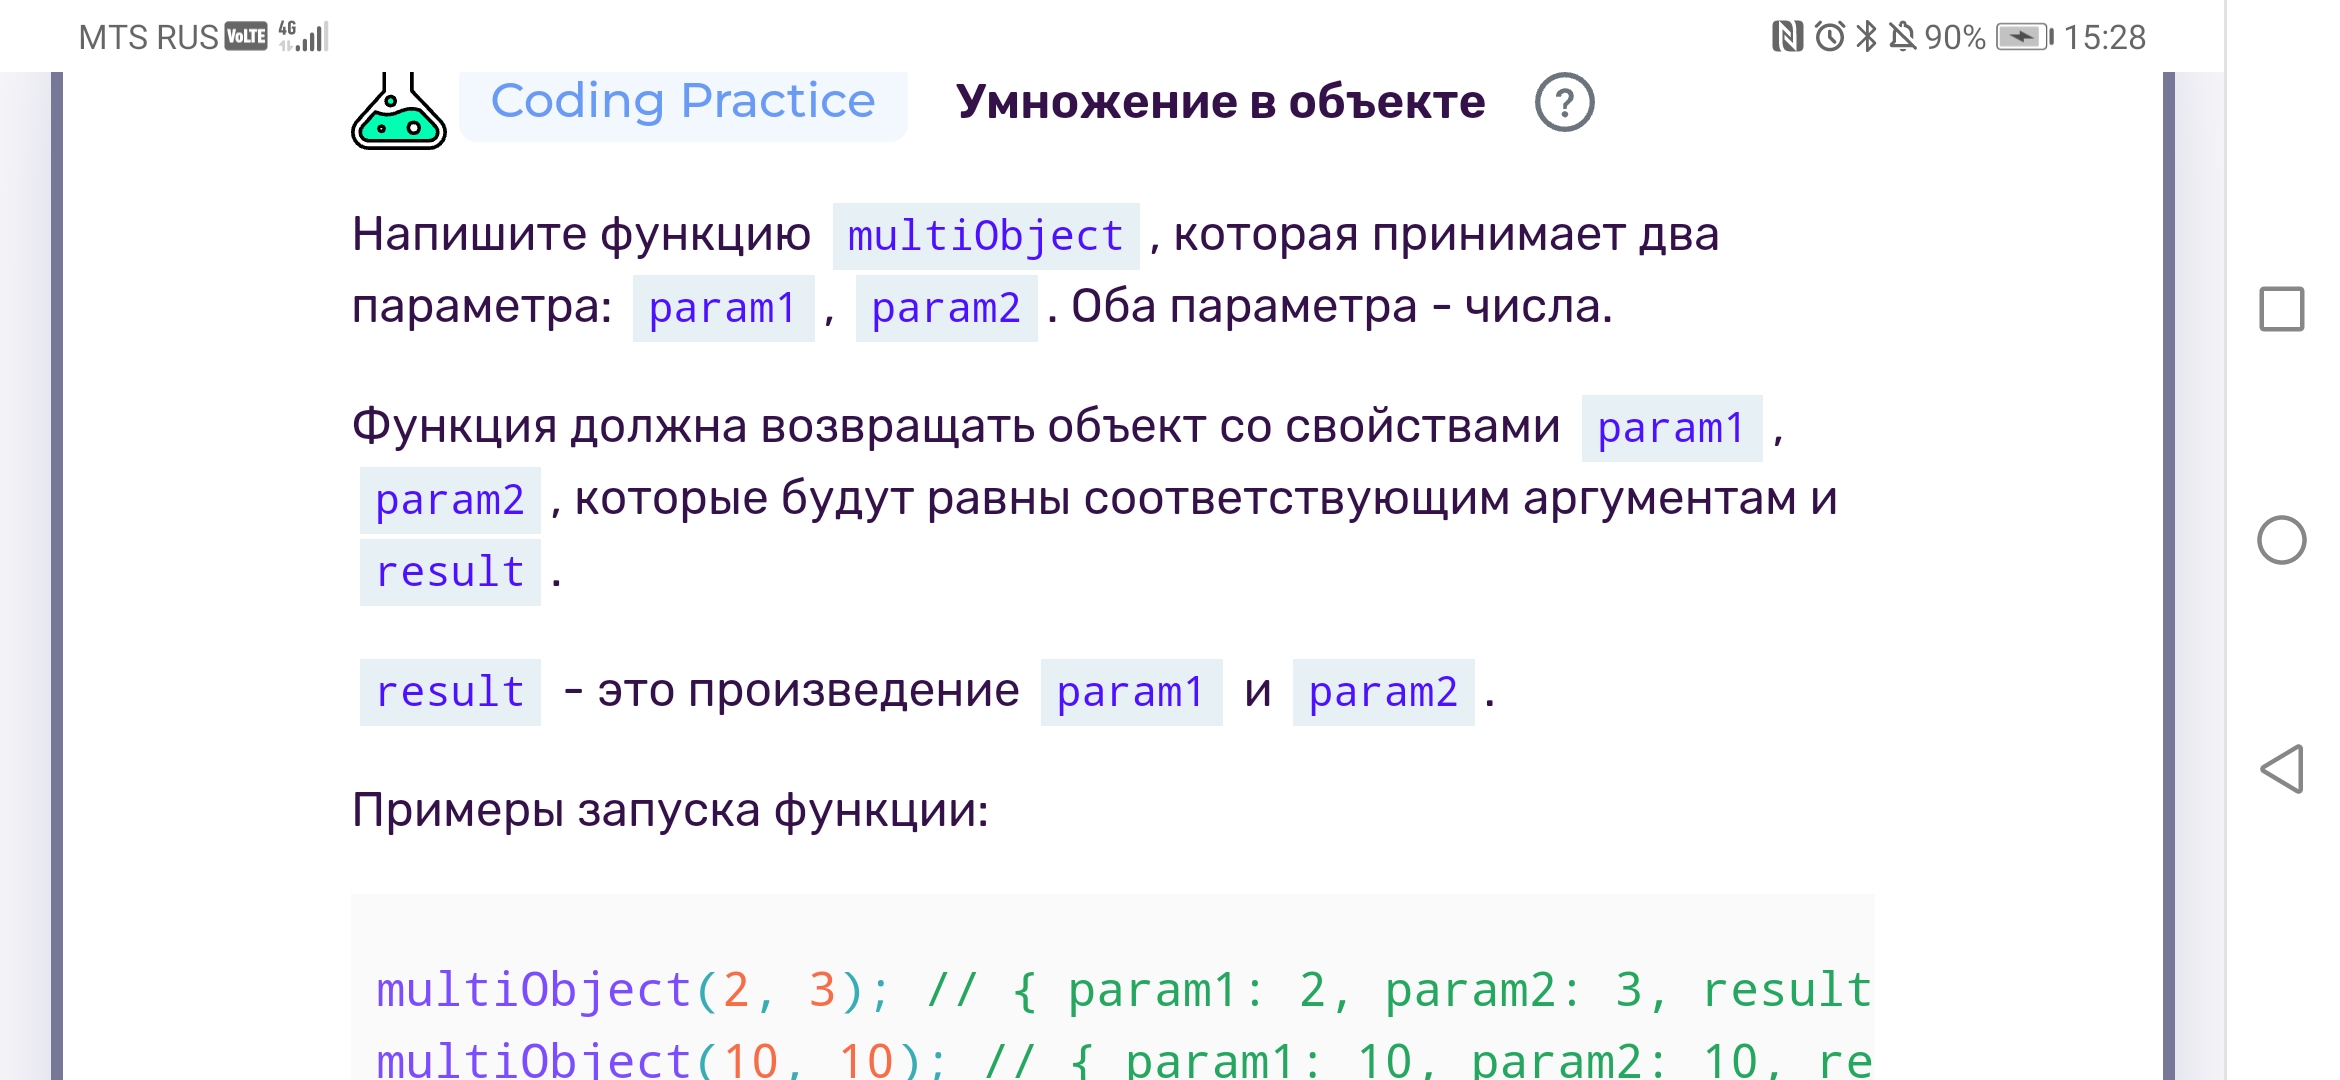 MTS RUS VoLTE 4G 90% 15:28
Coding Practice Умножение в объекте ?
Напишите функцию multiObject , которая принимает два
параметра: param1 , param2 . Оба параметра - числа.
Функция должна возвращать объект со свойствами param1 ,
param2 , которые будут равны соответствующим аргументам и
result .
result - это произведение param1 и param2 .
Примеры запуска функции:
multiObject(2, 3); // { param1: 2, param2: 3, result
multiObject(10, 10); // { param1: 10, param2: 10, re